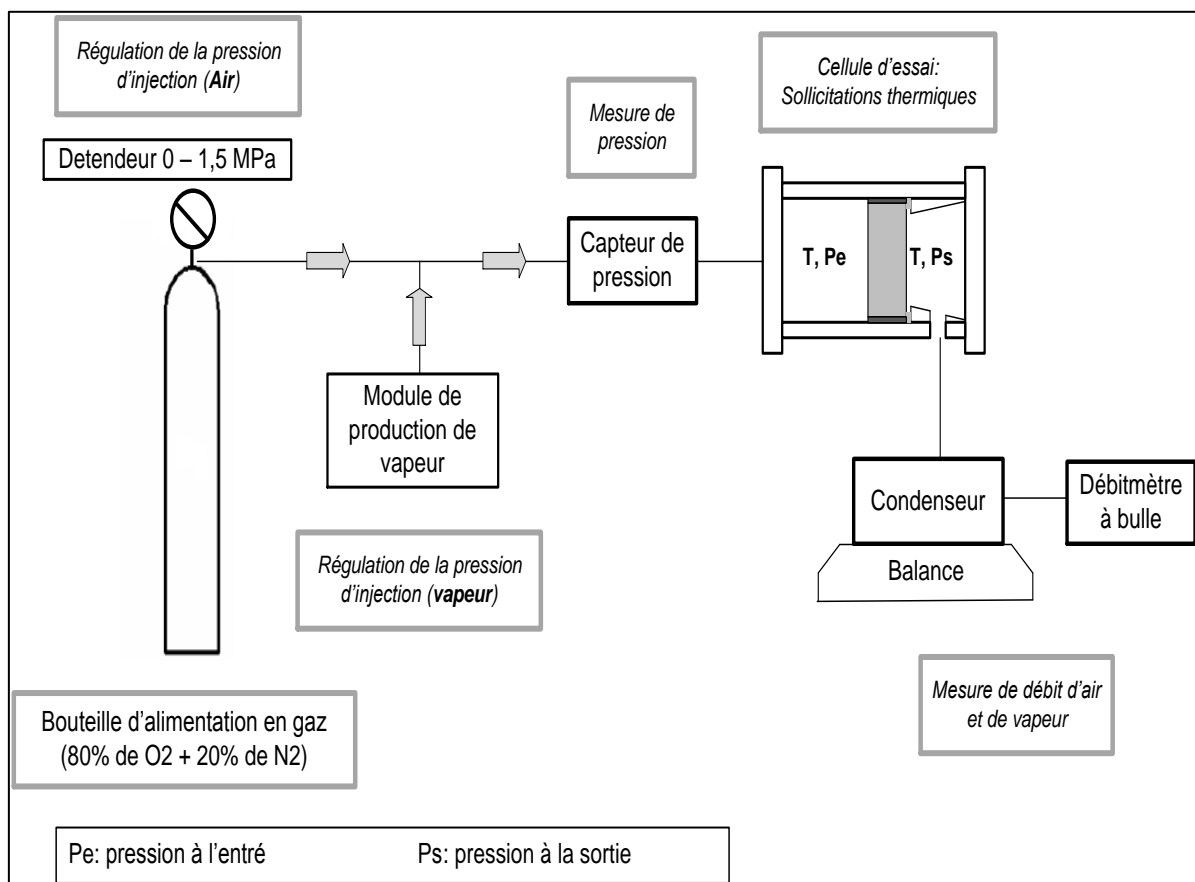 Régulation de la pression
d'injection (Air)
Cellule d'essai:
Sollicitations thermiques
Mesure de
pression
Detendeur 0 – 1,5 MPa
Capteur de
pression
T, Pe
T, Ps
Module de
production de
vapeur
Condenseur
Débitmètre
à bulle
Balance
Régulation de la pression
d'injection (vapeur)
Mesure de débit d'air
et de vapeur
Bouteille d'alimentation en gaz
(80% de O2 + 20% de N2)
Pe: pression à l'entré
Ps: pression à la sortie